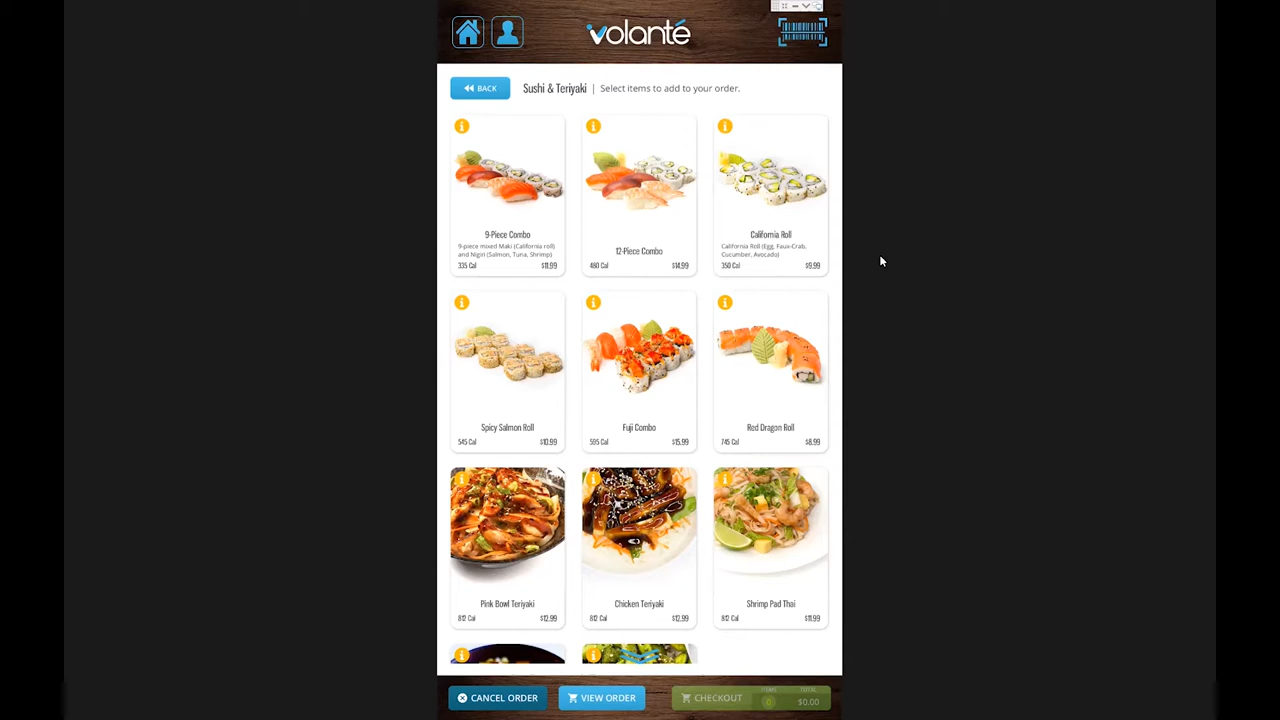 volanté
BACK
Sushi & Teriyaki | Select items to add to your order.
9-Piece Combo
9-piece mixed Maki (California roll)
and Nigiri (Salmon, Tuna, Shrimp)
335 Cal $11.99
12-Piece Combo
480 Cal $14.99
California Roll
California Roll (Egg, Faux-Crab,
Cucumber, Avocado)
350 Cal $9.99
Spicy Salmon Roll
545 Cal $10.99
Fuji Combo
595 Cal $15.99
Red Dragon Roll
745 Cal $8.99
Pink Bowl Teriyaki
812 Cal $12.99
Chicken Teriyaki
812 Cal $12.99
Shrimp Pad Thai
812 Cal $11.99
CANCEL ORDER
VIEW ORDER
CHECKOUT
ITEMS
0
TOTAL
$0.00